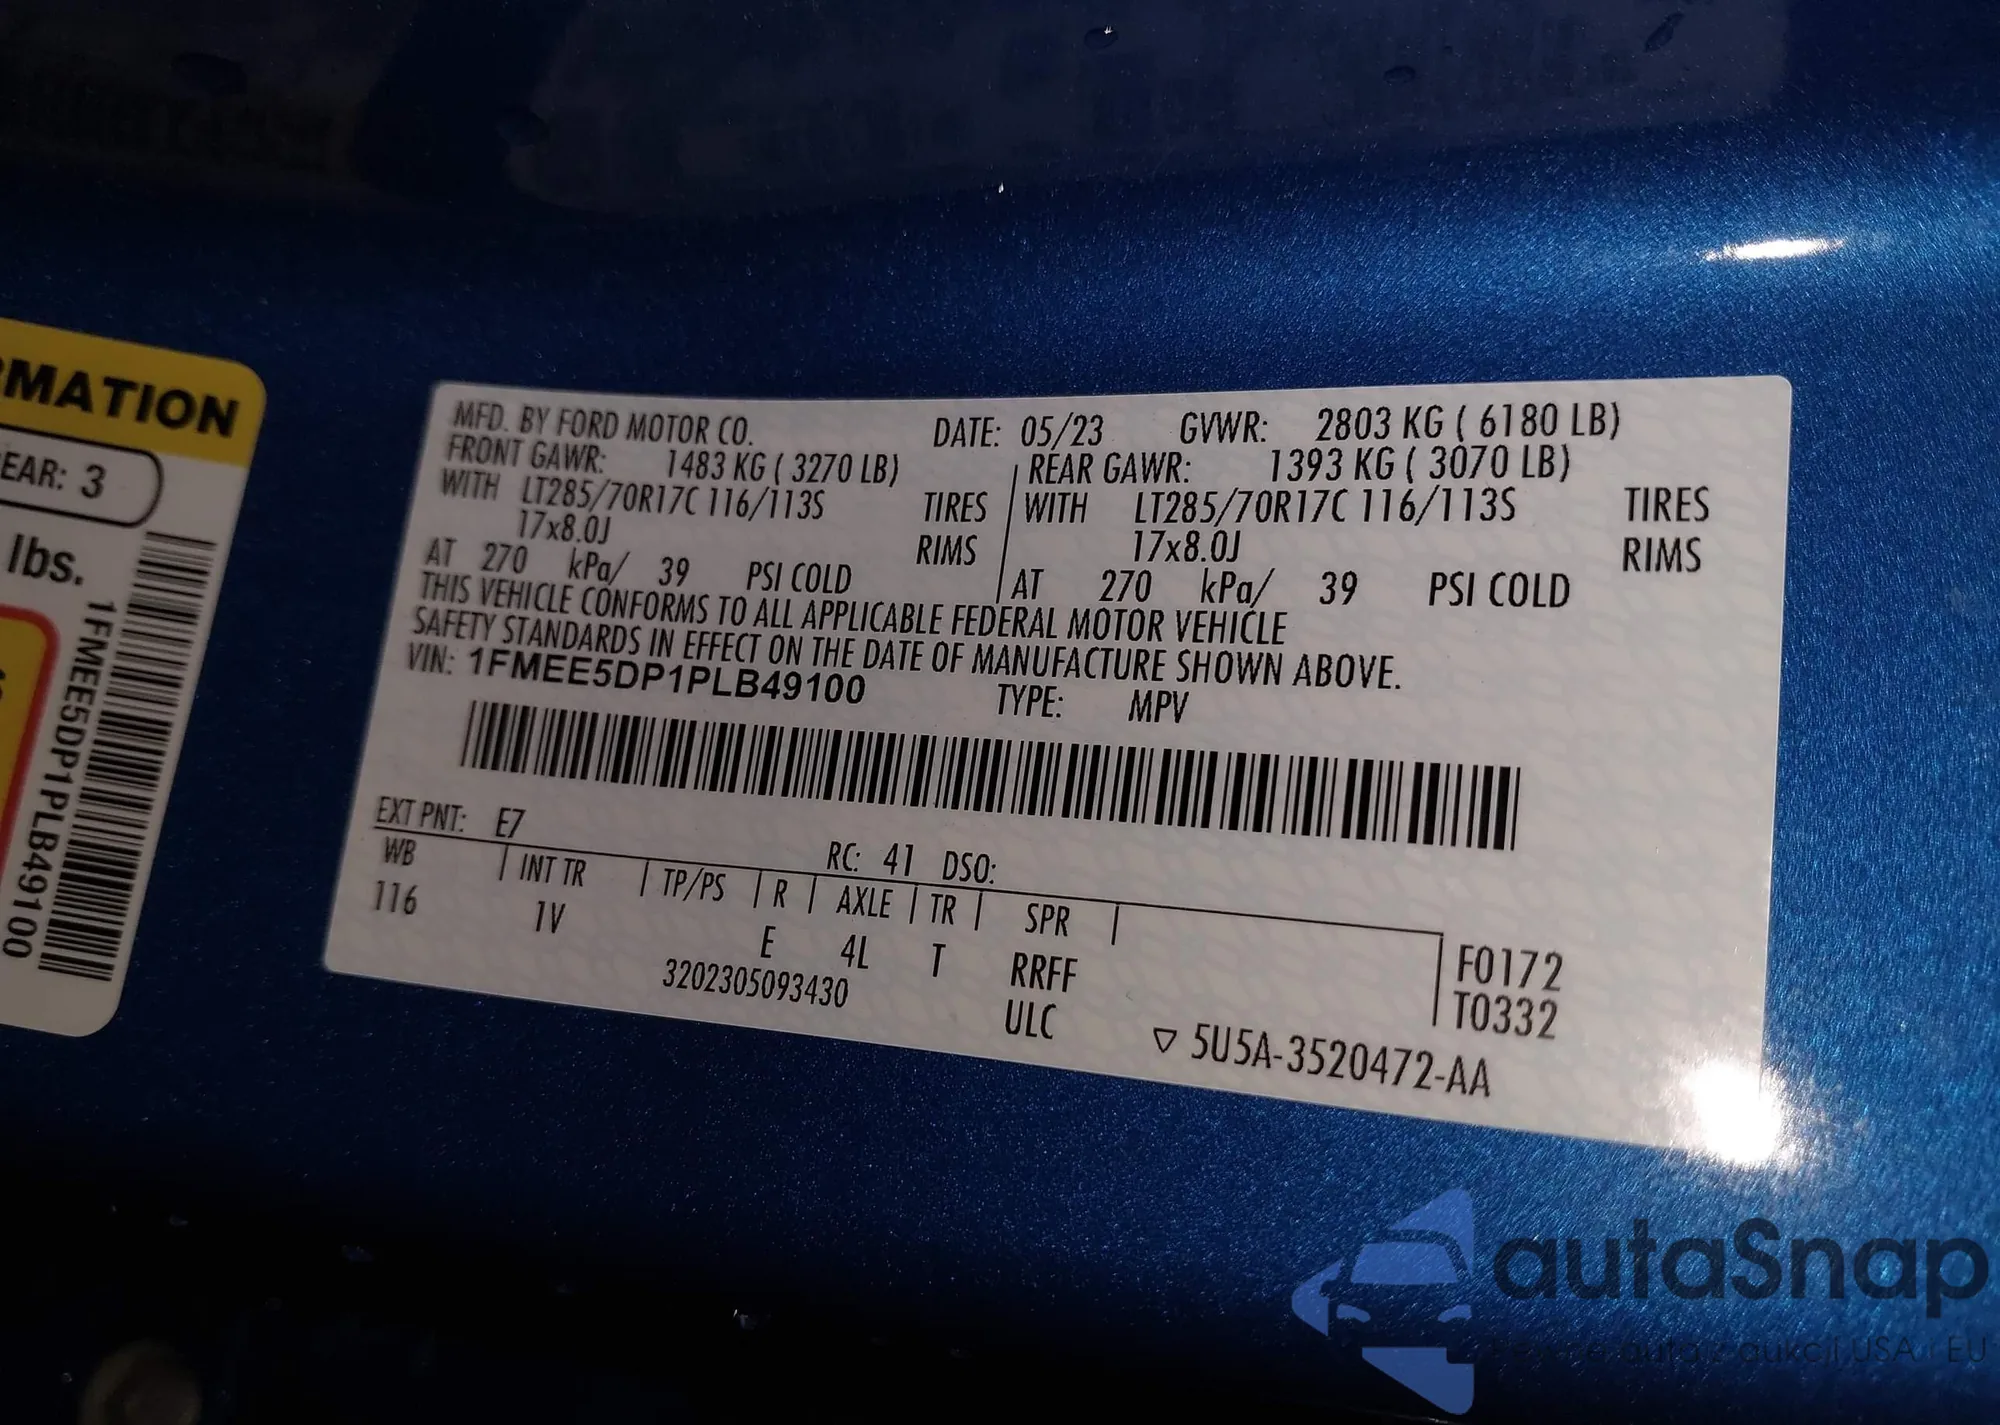 MATION
EAR: 3
lbs.
1FMEE5DP1PLB49100
MFD. BY FORD MOTOR CO. DATE: 05/23 GVWR: 2803 KG ( 6180 LB)
FRONT GAWR: 1483 KG ( 3270 LB) REAR GAWR: 1393 KG ( 3070 LB)
WITH LT285/70R17C 116/113S TIRES WITH LT285/70R17C 116/113S TIRES
17x8.0J RIMS 17x8.0J RIMS
AT 270 kPa/ 39 PSI COLD AT 270 kPa/ 39 PSI COLD
THIS VEHICLE CONFORMS TO ALL APPLICABLE FEDERAL MOTOR VEHICLE
SAFETY STANDARDS IN EFFECT ON THE DATE OF MANUFACTURE SHOWN ABOVE.
VIN: 1FMEE5DP1PLB49100 TYPE: MPV
EXT PNT: E7 RC: 41 DSO:
WB INT TR TP/PS R AXLE TR SPR
116 1V E 4L T RRFF F0172
3202305093430 ULC T0332
▽ 5U5A-3520472-AA
autaSnap
auta z aukcji USA i EU